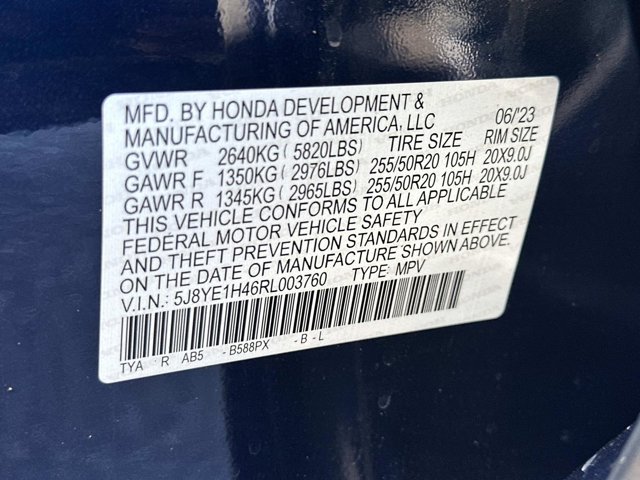 MFD. BY HONDA DEVELOPMENT & 06/'23
MANUFACTURING OF AMERICA, LLC
GVWR 2640KG ( 5820LBS) TIRE SIZE RIM SIZE
GAWR F 1350KG ( 2976LBS) 255/50R20 105H 20X9.0J
GAWR R 1345KG ( 2965LBS) 255/50R20 105H 20X9.0J
THIS VEHICLE CONFORMS TO ALL APPLICABLE
FEDERAL MOTOR VEHICLE SAFETY
AND THEFT PREVENTION STANDARDS IN EFFECT
ON THE DATE OF MANUFACTURE SHOWN ABOVE.
V.I.N.: 5J8YE1H46RL003760 TYPE: MPV
TYA R AB5 - B588PX - B - L